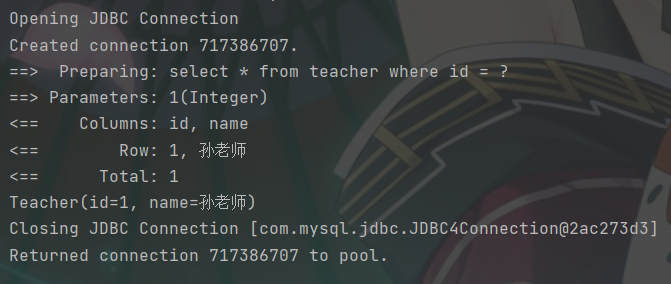 Opening JDBC Connection
Created connection 717386707.
==>  Preparing: select * from teacher where id = ?
==> Parameters: 1(Integer)
<==    Columns: id, name
<==        Row: 1, 孙老师
<==      Total: 1
Teacher(id=1, name=孙老师)
Closing JDBC Connection [com.mysql.jdbc.JDBC4Connection@2ac273d3]
Returned connection 717386707 to pool.